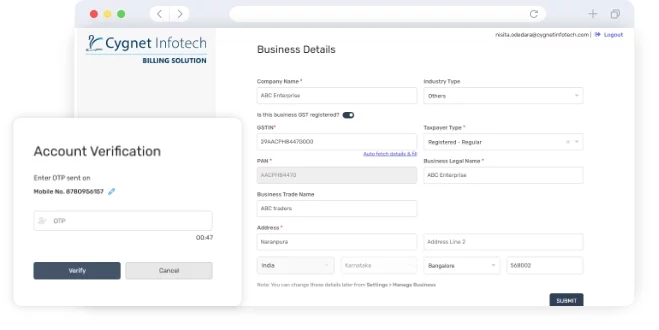 Cygnet Infotech
BILLING SOLUTION
nisita.odedara@cygnetinfotech.com | Logout
Business Details
Company Name *
Industry Type
ABC Enterprise
Others
Is this business GST registered?
GSTIN*
Taxpayer Type *
Registered - Regular
Auto fetch details & fill
PAN *
Business Legal Name *
ABC Enterprise
Business Trade Name
ABC traders
Address *
Naranpura
Address Line 2
India
Karnataka
Bangalore
568002
Note: You can change these details later from Settings > Manage Business
SUBMIT
Account Verification
Enter OTP sent on
Mobile No. 8780956157
OTP
00:47
Verify
Cancel